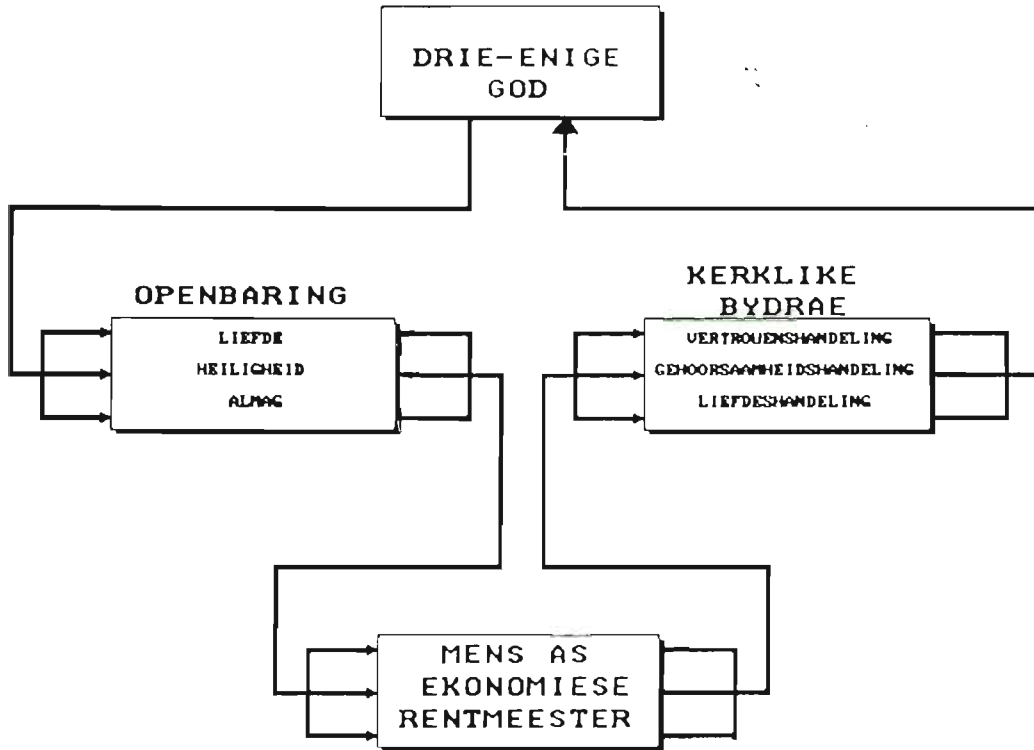 DRIE-ENIGE
GOD
OPENBARING
LIEFDE
HEILIGHEID
ALMAG
KERKLIKE
BYDRAE
VERTROUENSHANDELING
GEHOORSAAMHEIDSHANDELING
LIEFDESHANDELING
MENS AS
EKONOMIESE
RENTMEESTER